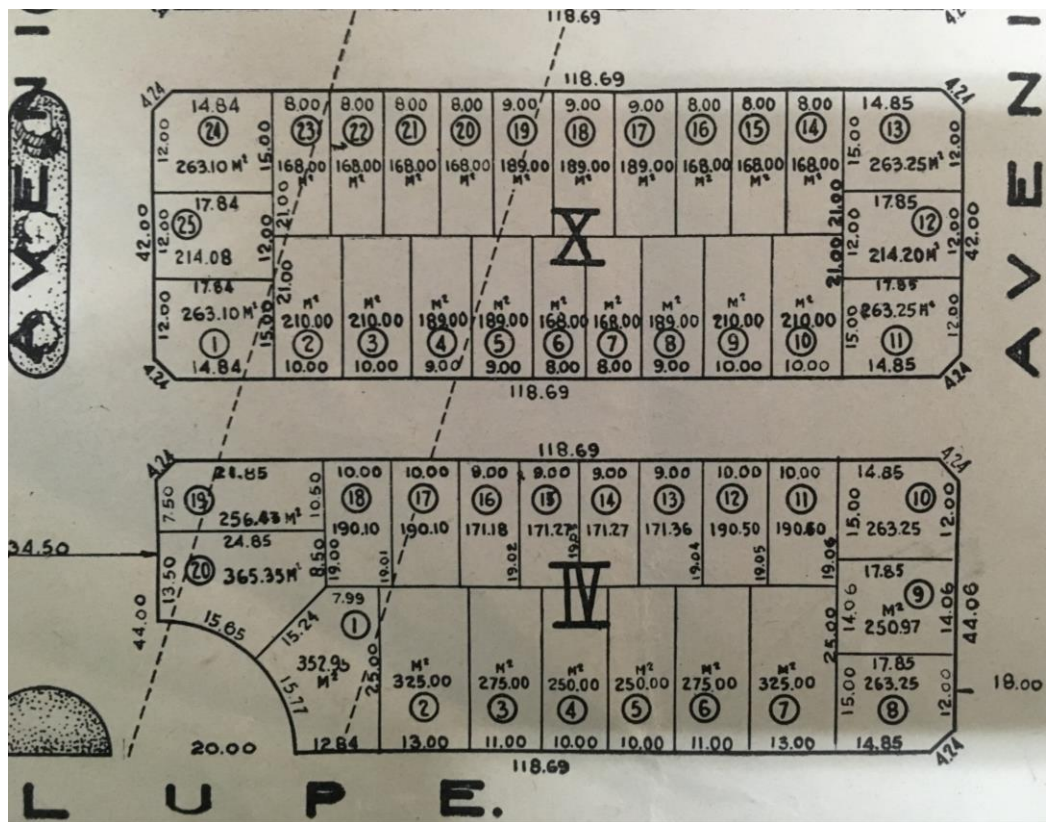 118.69
118.69
4.24
4.24
14.84 8.00 8.00 8.00 8.00 9.00 9.00 9.00 8.00 8.00 8.00 14.85
24 23 22 21 20 19 18 17 16 15 14 13
12.00 15.00 15.00 12.00
263.10 M² 168.00 168.00 168.00 168.00 189.00 189.00 189.00 168.00 168.00 168.00 263.25 M²
M² M² M² M² M² M² M² M² M² M²
17.84 21.00 21.00 17.85
25 12
42.00 12.00 12.00 X 12.00 12.00 42.00
214.08 21.00 21.00 214.20 M²
17.84 17.85
M² M² M² M² M² M² M² M² M²
12.00 263.10 M² 15.00 210.00 210.00 189.00 189.00 168.00 168.00 189.00 210.00 210.00 15.00 263.25 M² 12.00
1 2 3 4 5 6 7 8 9 10 11
14.84 10.00 10.00 9.00 9.00 8.00 8.00 9.00 10.00 10.00 14.85
4.24 4.24
118.69
118.69
4.24 4.24
21.85 10.00 10.00 9.00 9.00 9.00 9.00 10.00 10.00 14.85
7.50 19 10.50 18 17 16 15 14 13 12 11 15.00 10 12.00
256.43 M² 190.10 190.10 171.18 171.27 171.27 171.36 190.50 190.60 263.25
34.50 24.85 8.50 19.00 19.01 19.02 19.03 19.04 19.05 19.06 17.85
13.50 20 365.35 M²
IV
7.99 14.06 9 14.06
44.00 15.65 15.24 1 25.00 25.00 M² 44.06
250.97
352.95 M² M² M² M² M² M² 17.85
M² 325.00 275.00 250.00 250.00 275.00 325.00 15.00 263.25 12.00 18.00
15.77 2 3 4 5 6 7 8
20.00 12.84 13.00 11.00 10.00 10.00 11.00 13.00 14.85
4.24
118.69
AVENI
AVENI
LUPE.